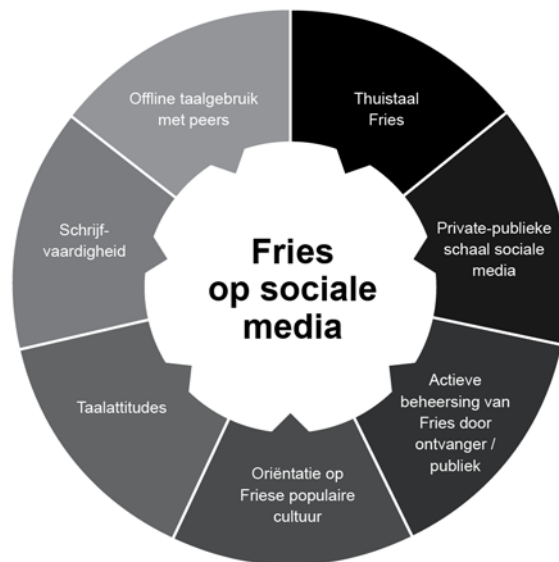 Offline taalgebruik
met peers
Thuistaal
Fries
Schrijf-
vaardigheid
Private-publieke
schaal sociale
media
Fries
op sociale
media
Taalattitudes
Actieve
beheersing van
Fries door
ontvanger /
publiek
Oriëntatie op
Friese populaire
cultuur